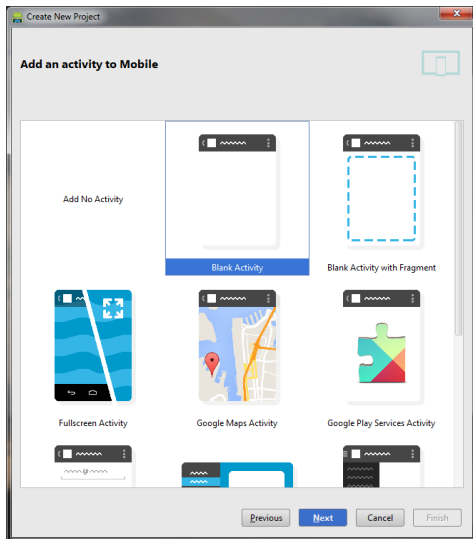 Create New Project
Add an activity to Mobile
Add No Activity
Blank Activity
Blank Activity with Fragment
Fullscreen Activity
Google Maps Activity
Google Play Services Activity
@
Previous
Next
Cancel
Finish